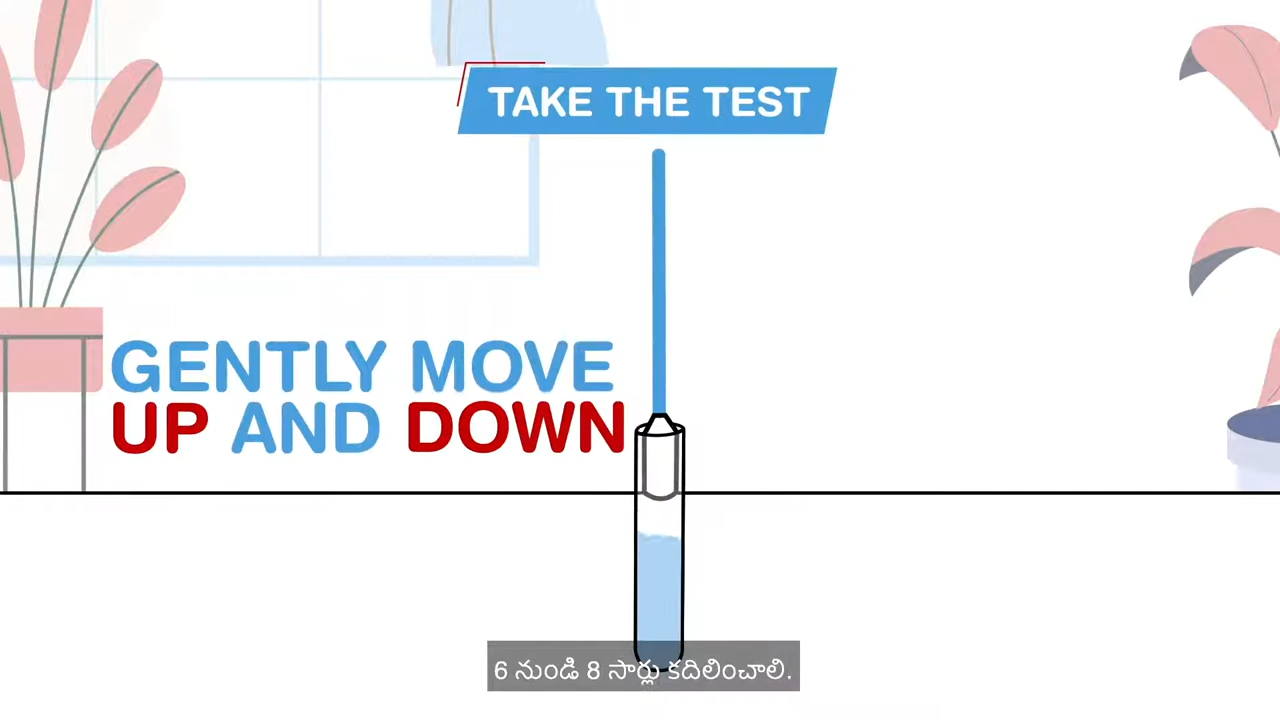 TAKE THE TEST
GENTLY MOVE
UP AND DOWN
6 నుండి 8 సార్లు కదిలించాలి.